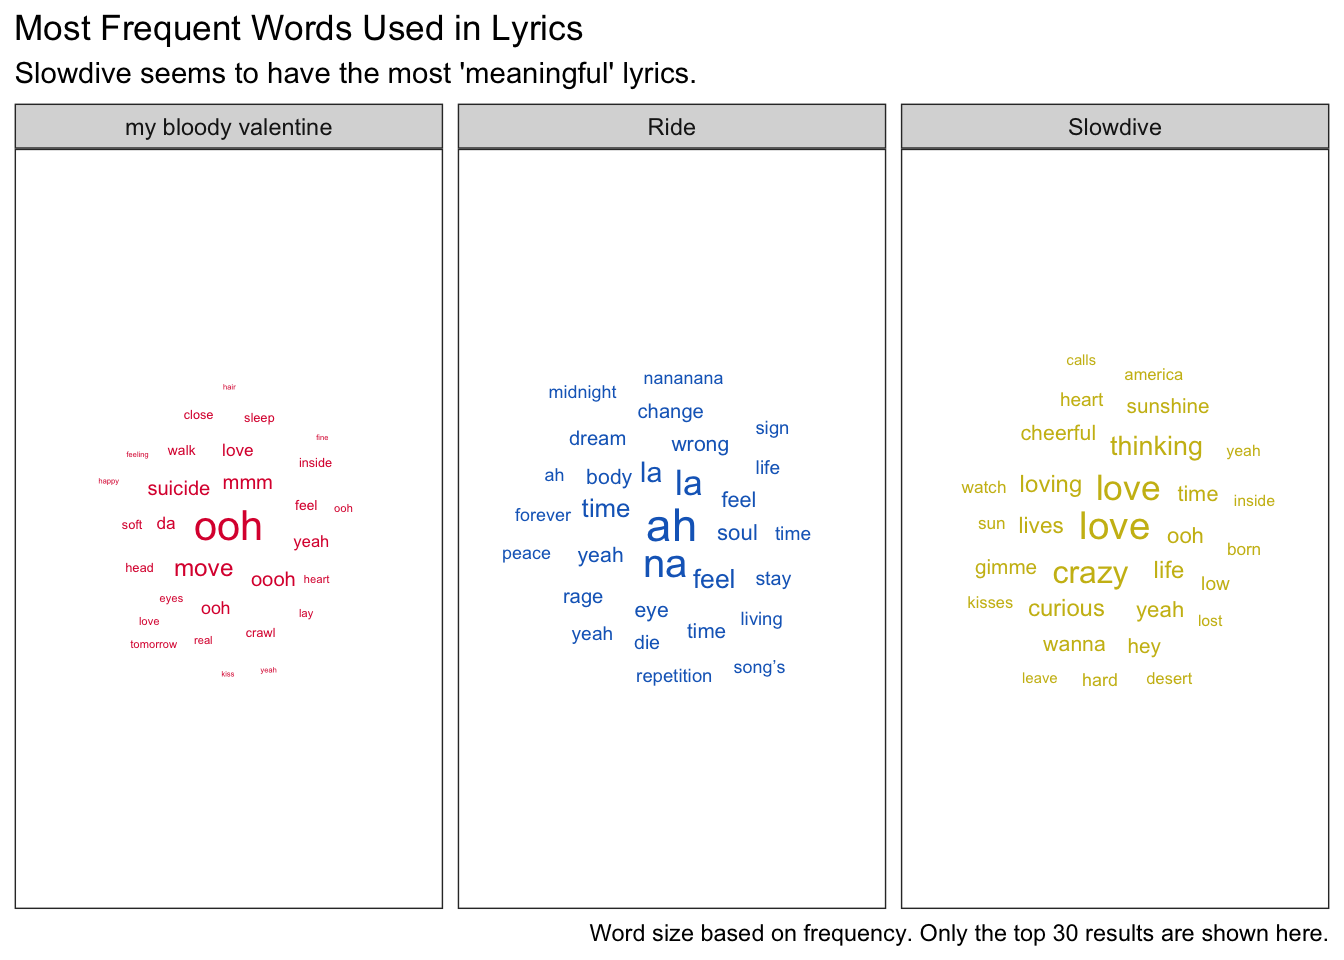 Most Frequent Words Used in Lyrics
Slowdive seems to have the most 'meaningful' lyrics.
my bloody valentine
hair
close sleep
fine
walk love
feeling
inside
happy
suicide mmm
feel ooh
soft da ooh
yeah
head move
oooh heart
eyes
ooh lay
love
crawl
tomorrow real
kiss yeah
Ride
nananana
midnight
change
sign
dream wrong
life
ah body la la
feel
forever time
ah soul time
peace yeah na
feel stay
rage
eye living
yeah die time
repetition song’s
Slowdive
calls
america
heart sunshine
cheerful
thinking yeah
watch loving love time inside
sun lives love ooh
born
gimme crazy life low
kisses curious yeah lost
wanna hey
leave hard desert
Word size based on frequency. Only the top 30 results are shown here.